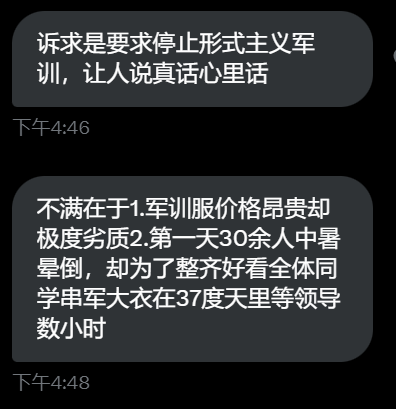 诉求是要求停止形式主义军
训，让人说真话心里话
下午4:46
不满在于1.军训服价格昂贵却
极度劣质2.第一天30余人中暑
晕倒，却为了整齐好看全体同
学串军大衣在37度天里等领导
数小时
下午4:48